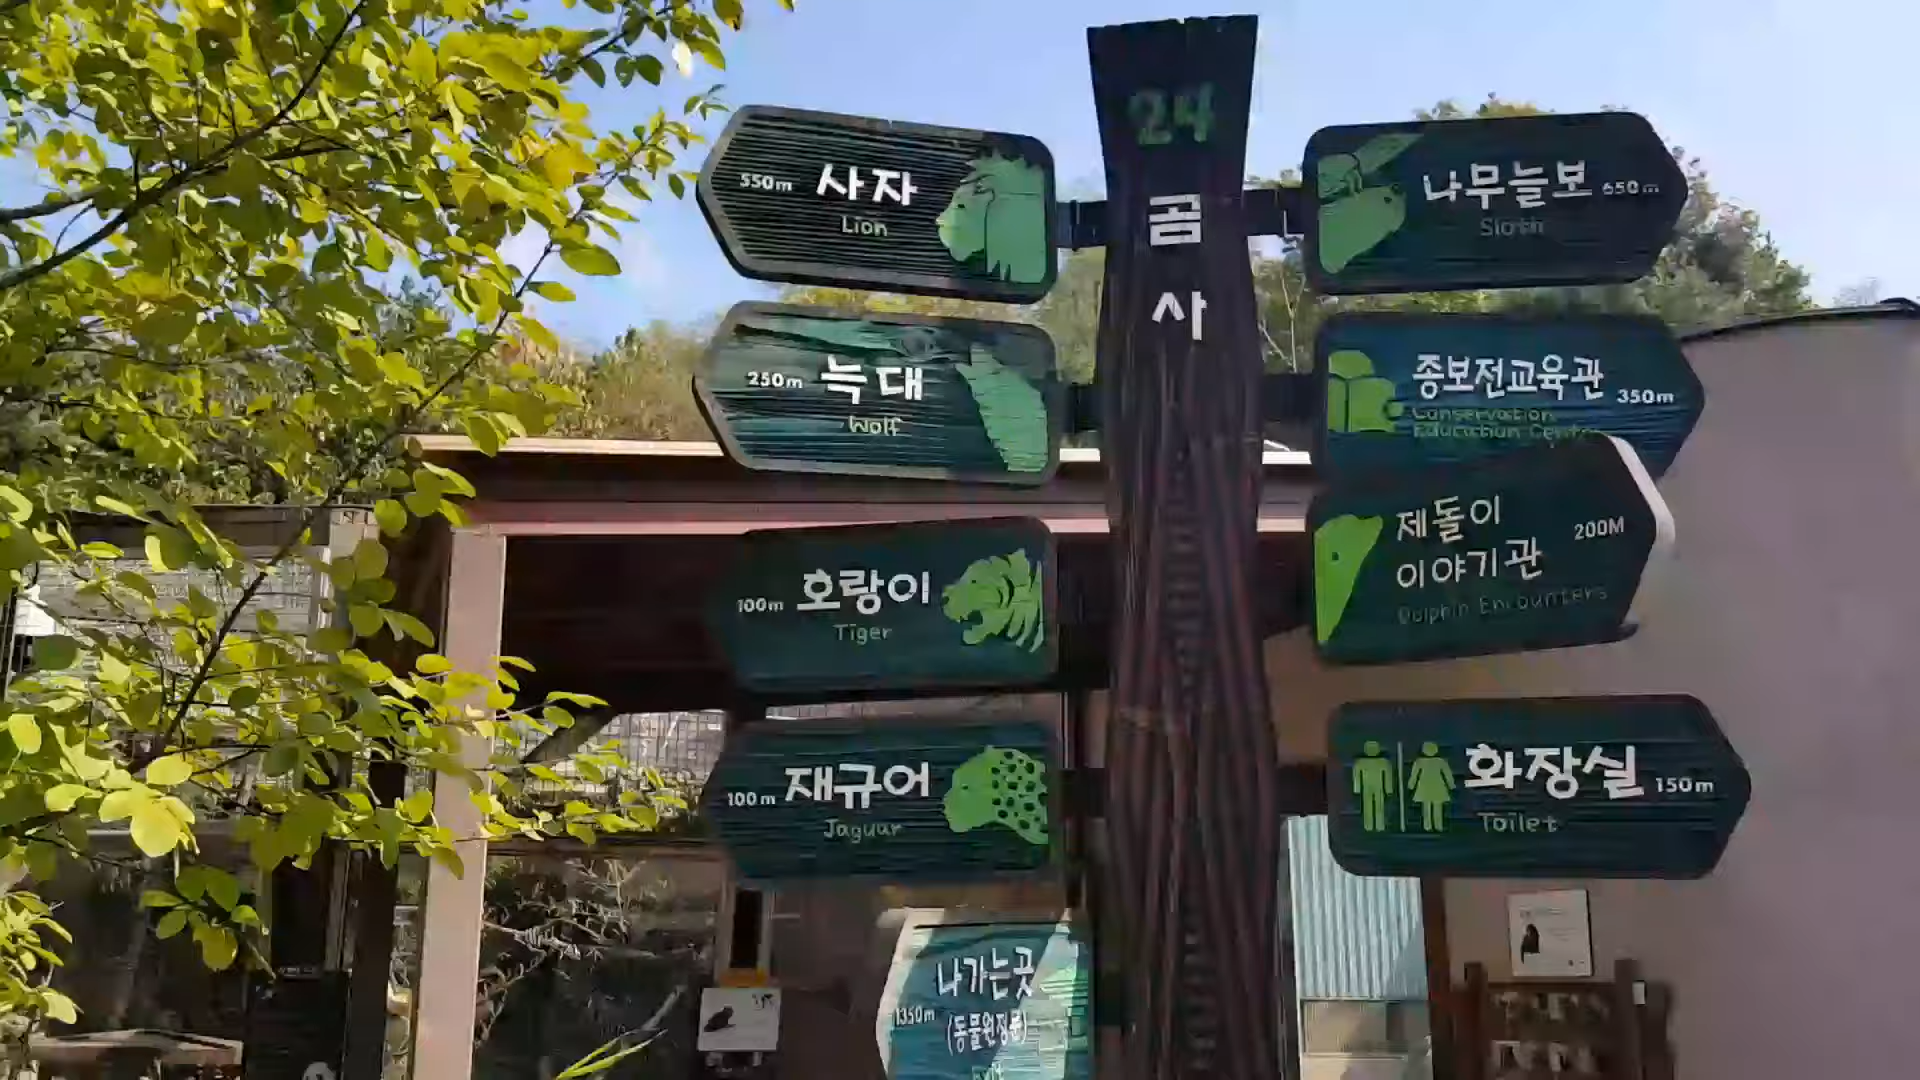 24
곰
사
550m 사자
Lion
250m 늑대
Wolf
100m 호랑이
Tiger
100m 재규어
Jaguar
나가는곳
1350m (동물원정문)
나무늘보 650m
Sloth
종보전교육관 350m
Conservation
Education Center
제돌이
이야기관 200M
Dolphin Encounters
화장실 150m
Toilet